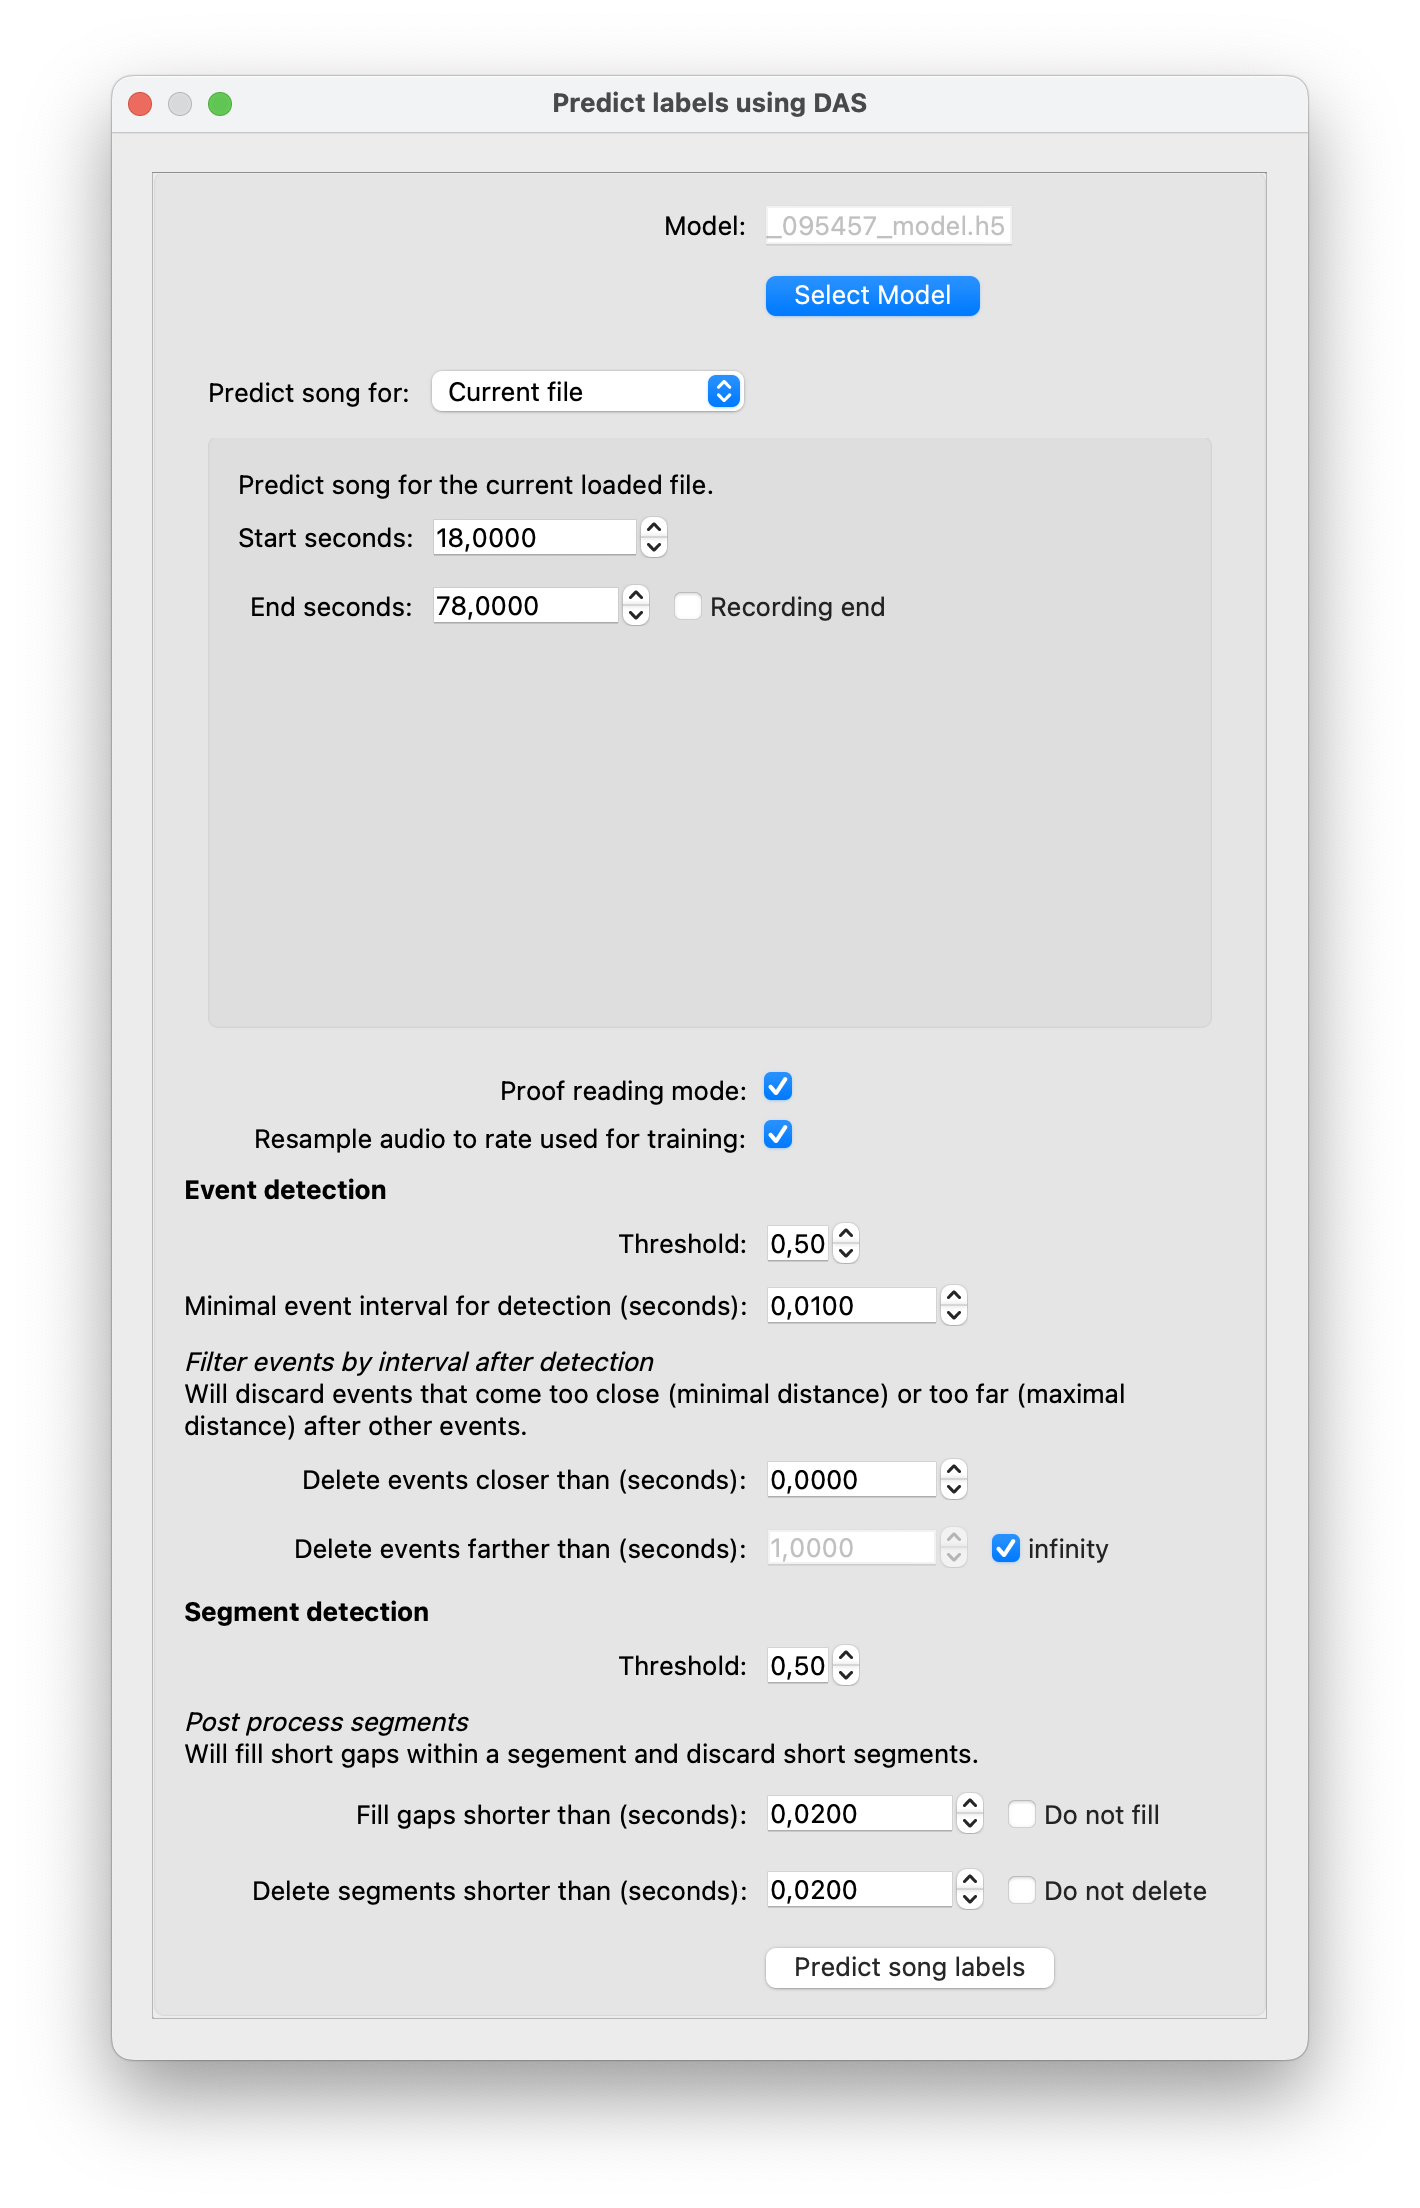 Predict labels using DAS
Model: _095457_model.h5
Select Model
Predict song for: Current file
Predict song for the current loaded file.
Start seconds: 18,0000
End seconds: 78,0000 Recording end
Proof reading mode:
Resample audio to rate used for training:
Event detection
Threshold: 0,50
Minimal event interval for detection (seconds): 0,0100
Filter events by interval after detection
Will discard events that come too close (minimal distance) or too far (maximal
distance) after other events.
Delete events closer than (seconds): 0,0000
Delete events farther than (seconds): 1,0000 infinity
Segment detection
Threshold: 0,50
Post process segments
Will fill short gaps within a segement and discard short segments.
Fill gaps shorter than (seconds): 0,0200 Do not fill
Delete segments shorter than (seconds): 0,0200 Do not delete
Predict song labels